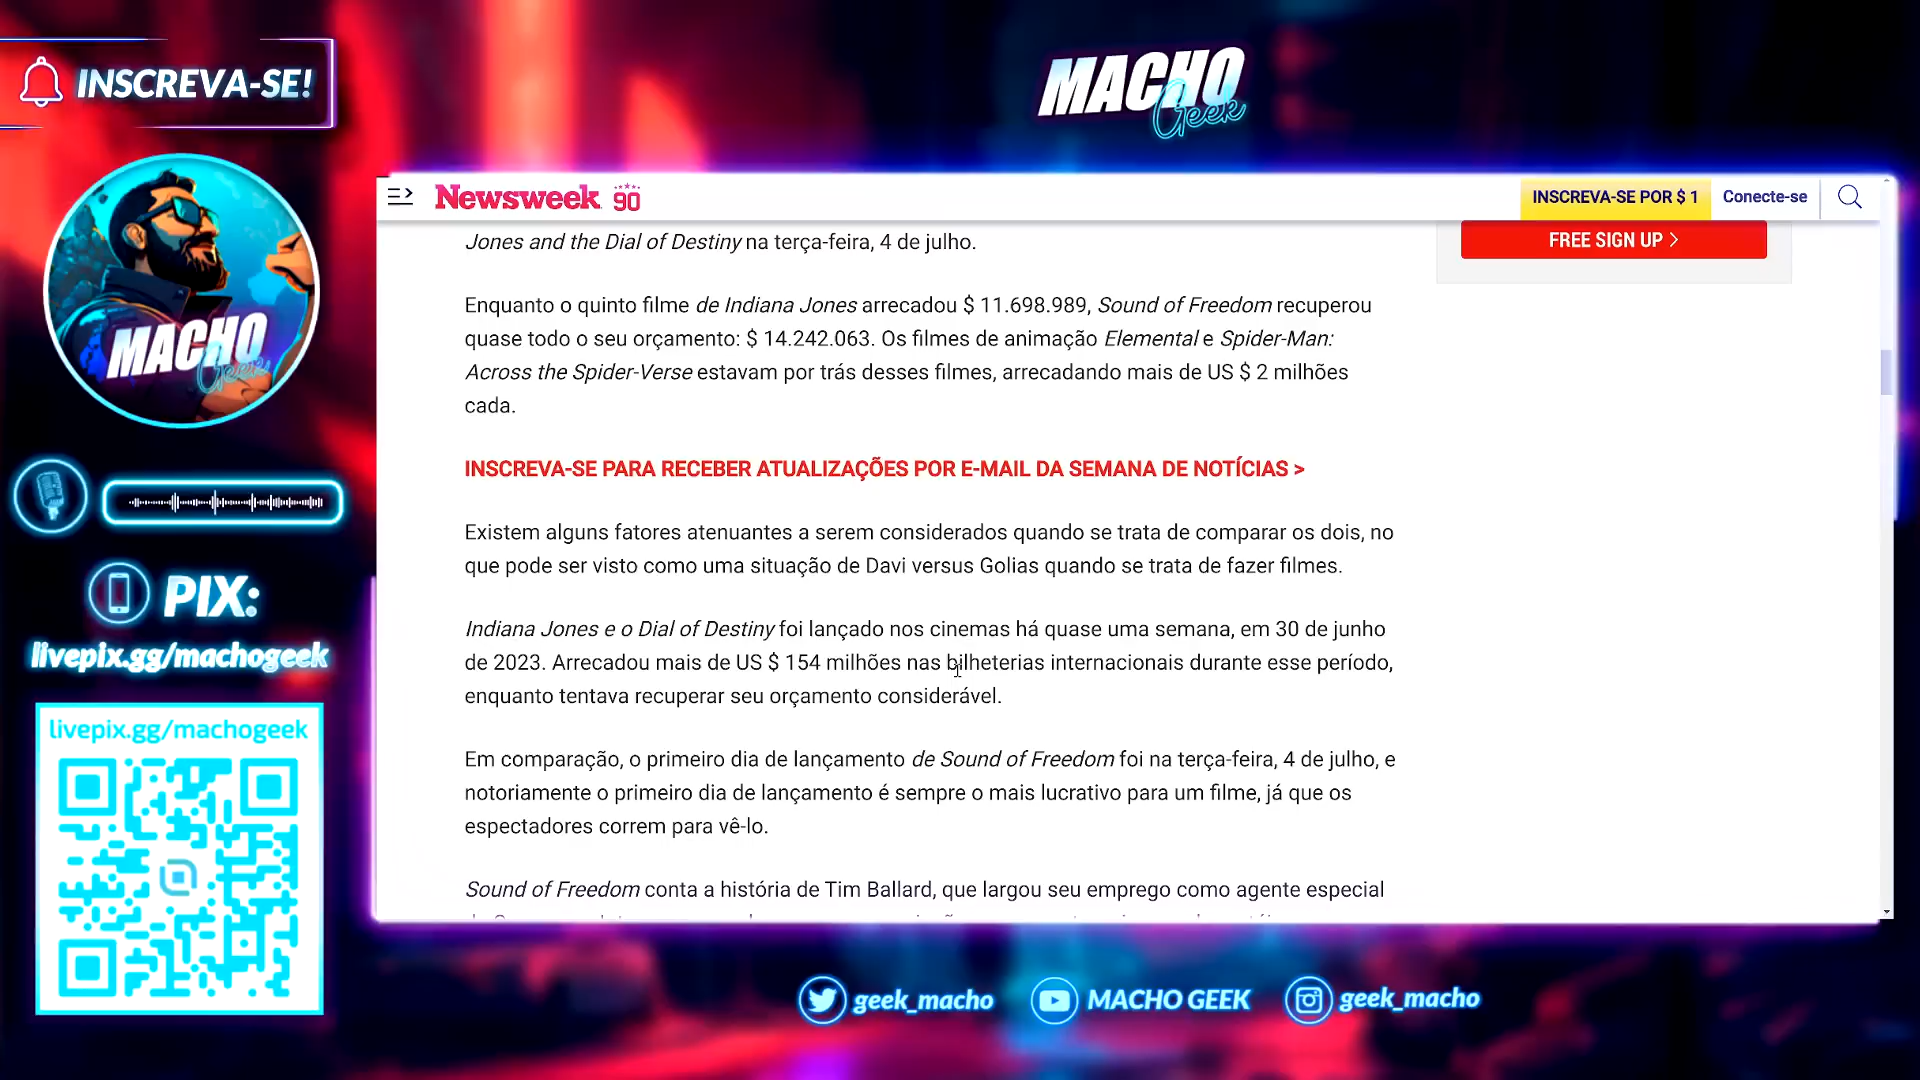 INSCREVA-SE!
MACHO
Geek
MACHO
Geek
PIX:
livepix.gg/machogeek
livepix.gg/machogeek
Newsweek 90
INSCREVA-SE POR $ 1
Conecte-se
FREE SIGN UP >
Jones and the Dial of Destiny na terça-feira, 4 de julho.
Enquanto o quinto filme de Indiana Jones arrecadou $ 11.698.989, Sound of Freedom recuperou
quase todo o seu orçamento: $ 14.242.063. Os filmes de animação Elemental e Spider-Man:
Across the Spider-Verse estavam por trás desses filmes, arrecadando mais de US $ 2 milhões
cada.
INSCREVA-SE PARA RECEBER ATUALIZAÇÕES POR E-MAIL DA SEMANA DE NOTÍCIAS >
Existem alguns fatores atenuantes a serem considerados quando se trata de comparar os dois, no
que pode ser visto como uma situação de Davi versus Golias quando se trata de fazer filmes.
Indiana Jones e o Dial of Destiny foi lançado nos cinemas há quase uma semana, em 30 de junho
de 2023. Arrecadou mais de US $ 154 milhões nas bilheterias internacionais durante esse período,
enquanto tentava recuperar seu orçamento considerável.
Em comparação, o primeiro dia de lançamento de Sound of Freedom foi na terça-feira, 4 de julho, e
notoriamente o primeiro dia de lançamento é sempre o mais lucrativo para um filme, já que os
espectadores correm para vê-lo.
Sound of Freedom conta a história de Tim Ballard, que largou seu emprego como agente especial
geek_macho
MACHO GEEK
geek_macho